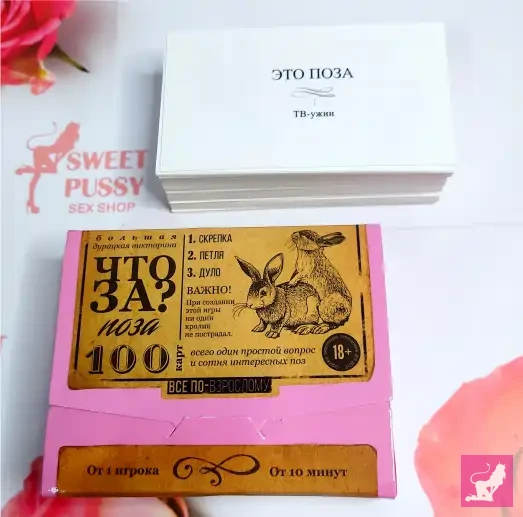 ЭТО ПОЗА
ТВ-ужин
SWEET
PUSSY
SEX SHOP
большая
дурацкая викторина
ЧТО
ЗА?
поза
100 карт
1. СКРЕПКА
2. ПЕТЛЯ
3. ДУЛО
ВАЖНО!
При создании
этой игры
ни один
кролик
не пострадал.
всего один простой вопрос
и сотня интересных поз
18+
ВСЕ ПО-ВЗРОСЛОМУ
От 1 игрока
От 10 минут